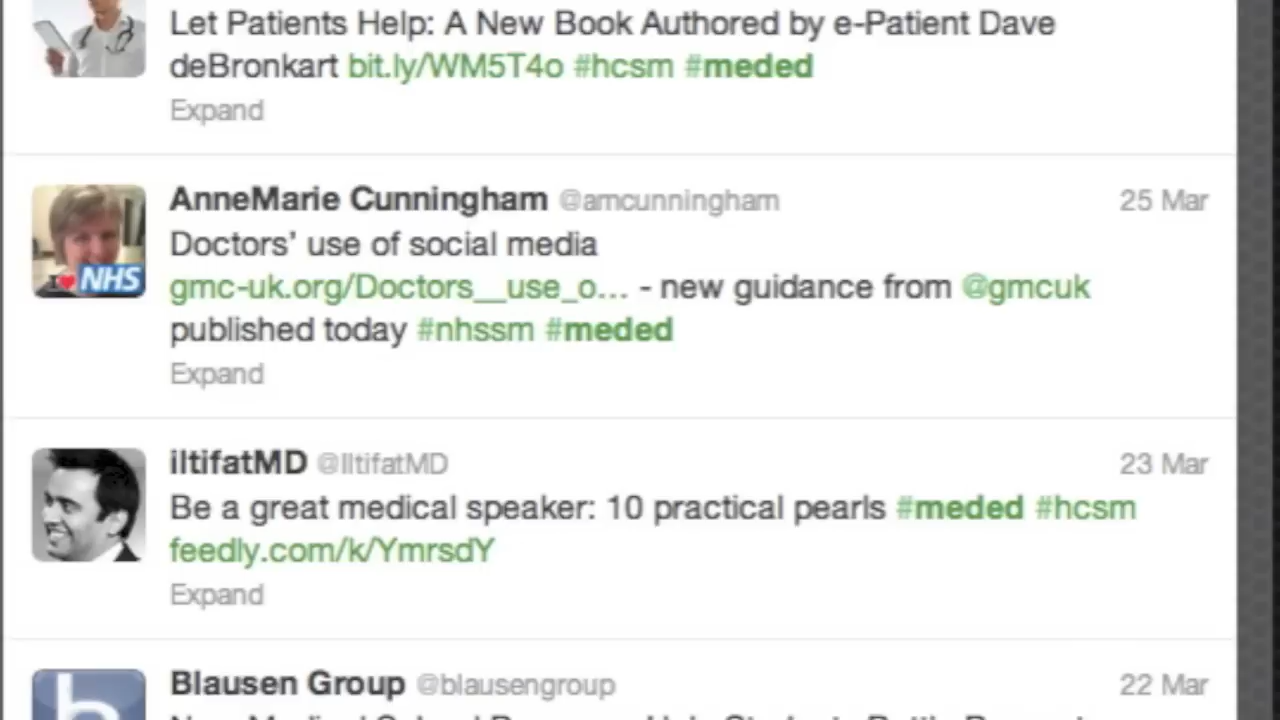 Let Patients Help: A New Book Authored by e-Patient Dave
deBronkart bit.ly/WM5T4o #hcsm #meded
Expand
AnneMarie Cunningham @amcunningham 25 Mar
Doctors' use of social media
gmc-uk.org/Doctors__use_o... - new guidance from @gmcuk
published today #nhssm #meded
Expand
I ❤ NHS
iltifatMD @IltifatMD 23 Mar
Be a great medical speaker: 10 practical pearls #meded #hcsm
feedly.com/k/YmrsdY
Expand
b
Blausen Group @blausengroup 22 Mar